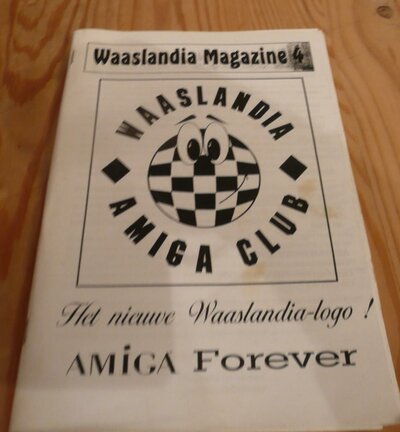 Waaslandia Magazine 4
WAASLANDIA
AMIGA CLUB
Het nieuwe Waaslandia-logo !
AMiGA Forever